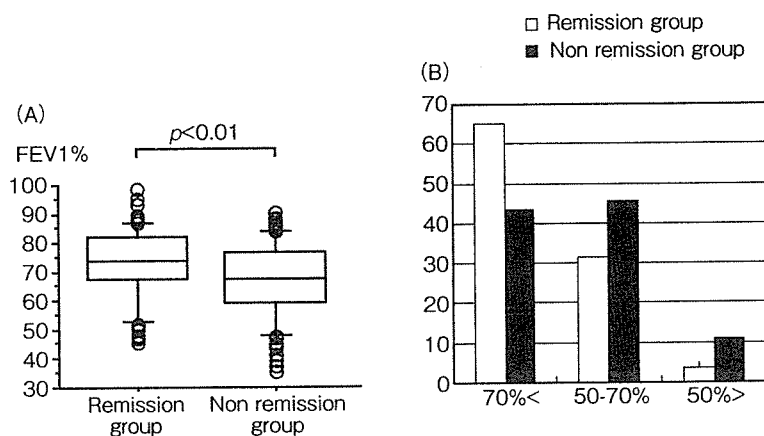 Remission group
Non remission group
(A)
p<0.01
FEV1%
100
90
80
70
60
50
40
30
Remission group
Non remission group
(B)
70
60
50
40
30
20
10
0
70%<
50-70%
50%>